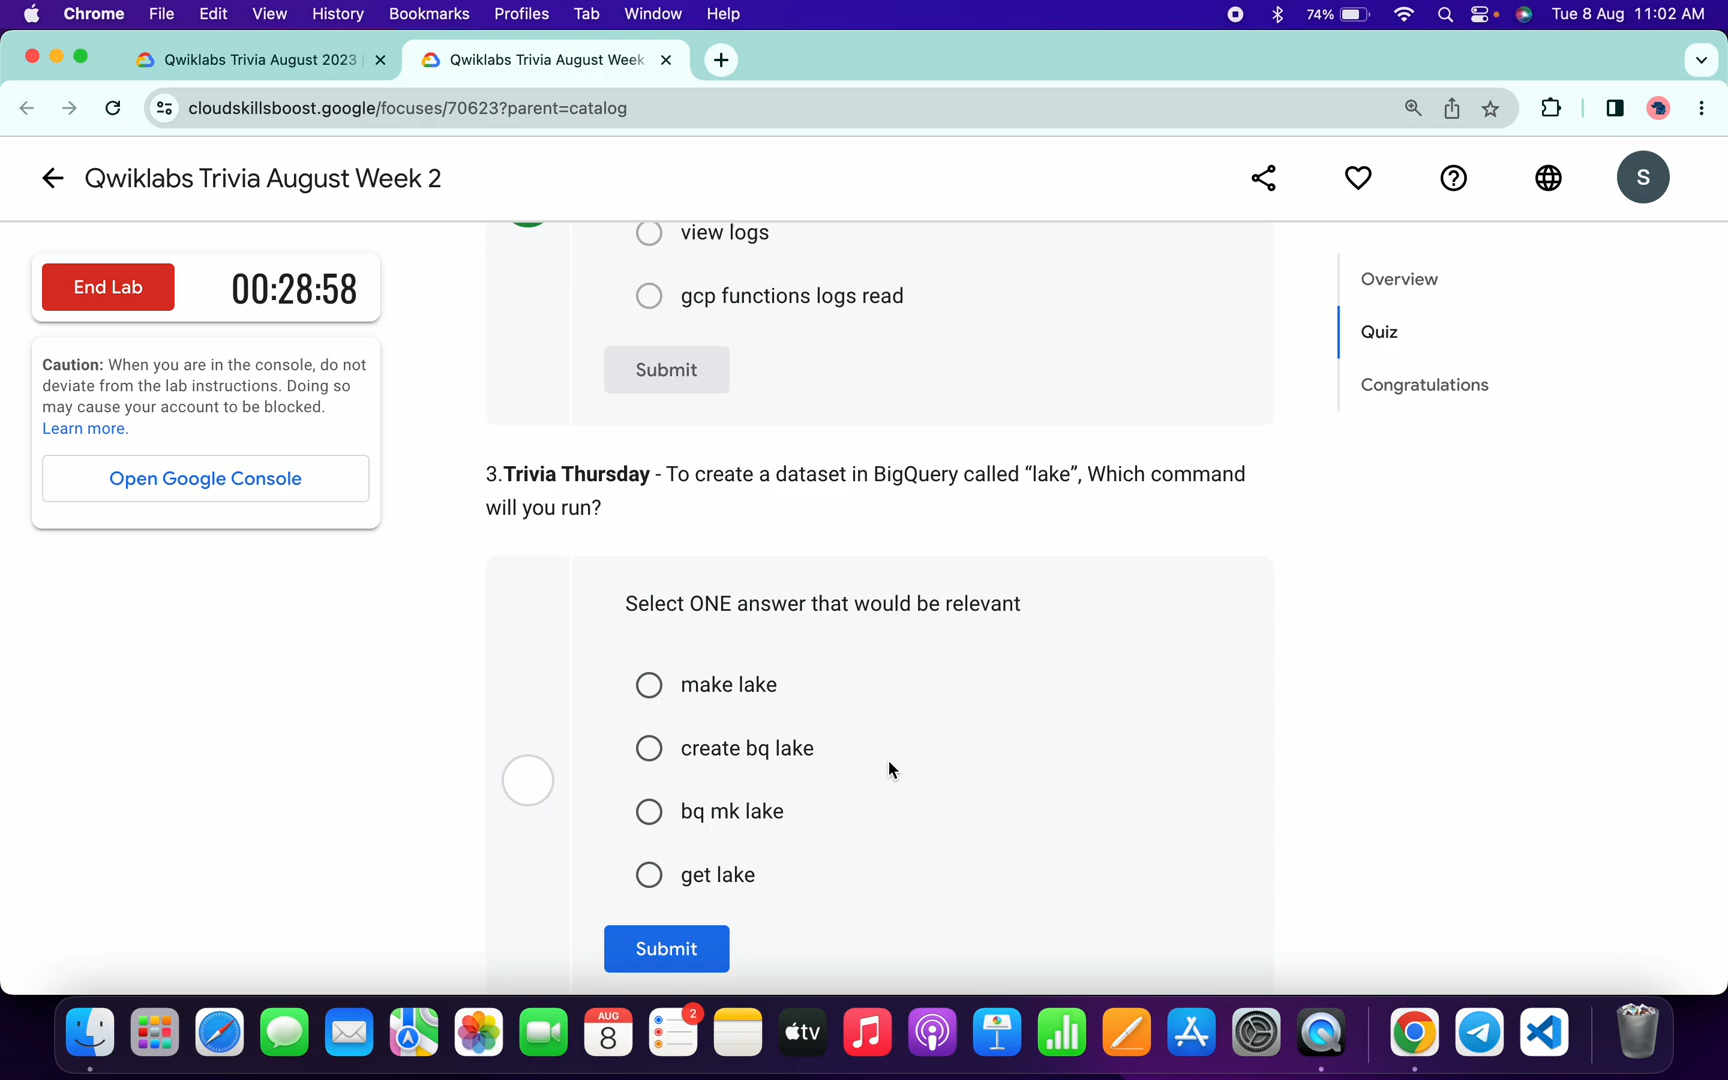 Chrome File Edit View History Bookmarks Profiles Tab Window Help 74% Tue 8 Aug 11:02 AM
Qwiklabs Trivia August 2023
Qwiklabs Trivia August Week
cloudskillsboost.google/focuses/70623?parent=catalog
Qwiklabs Trivia August Week 2
S
End Lab
00:28:58
Caution: When you are in the console, do not
deviate from the lab instructions. Doing so
may cause your account to be blocked.
Learn more.
Open Google Console
view logs
gcp functions logs read
Submit
3.Trivia Thursday - To create a dataset in BigQuery called “lake”, Which command
will you run?
Select ONE answer that would be relevant
make lake
create bq lake
bq mk lake
get lake
Submit
Overview
Quiz
Congratulations
AUG
8
2
tv